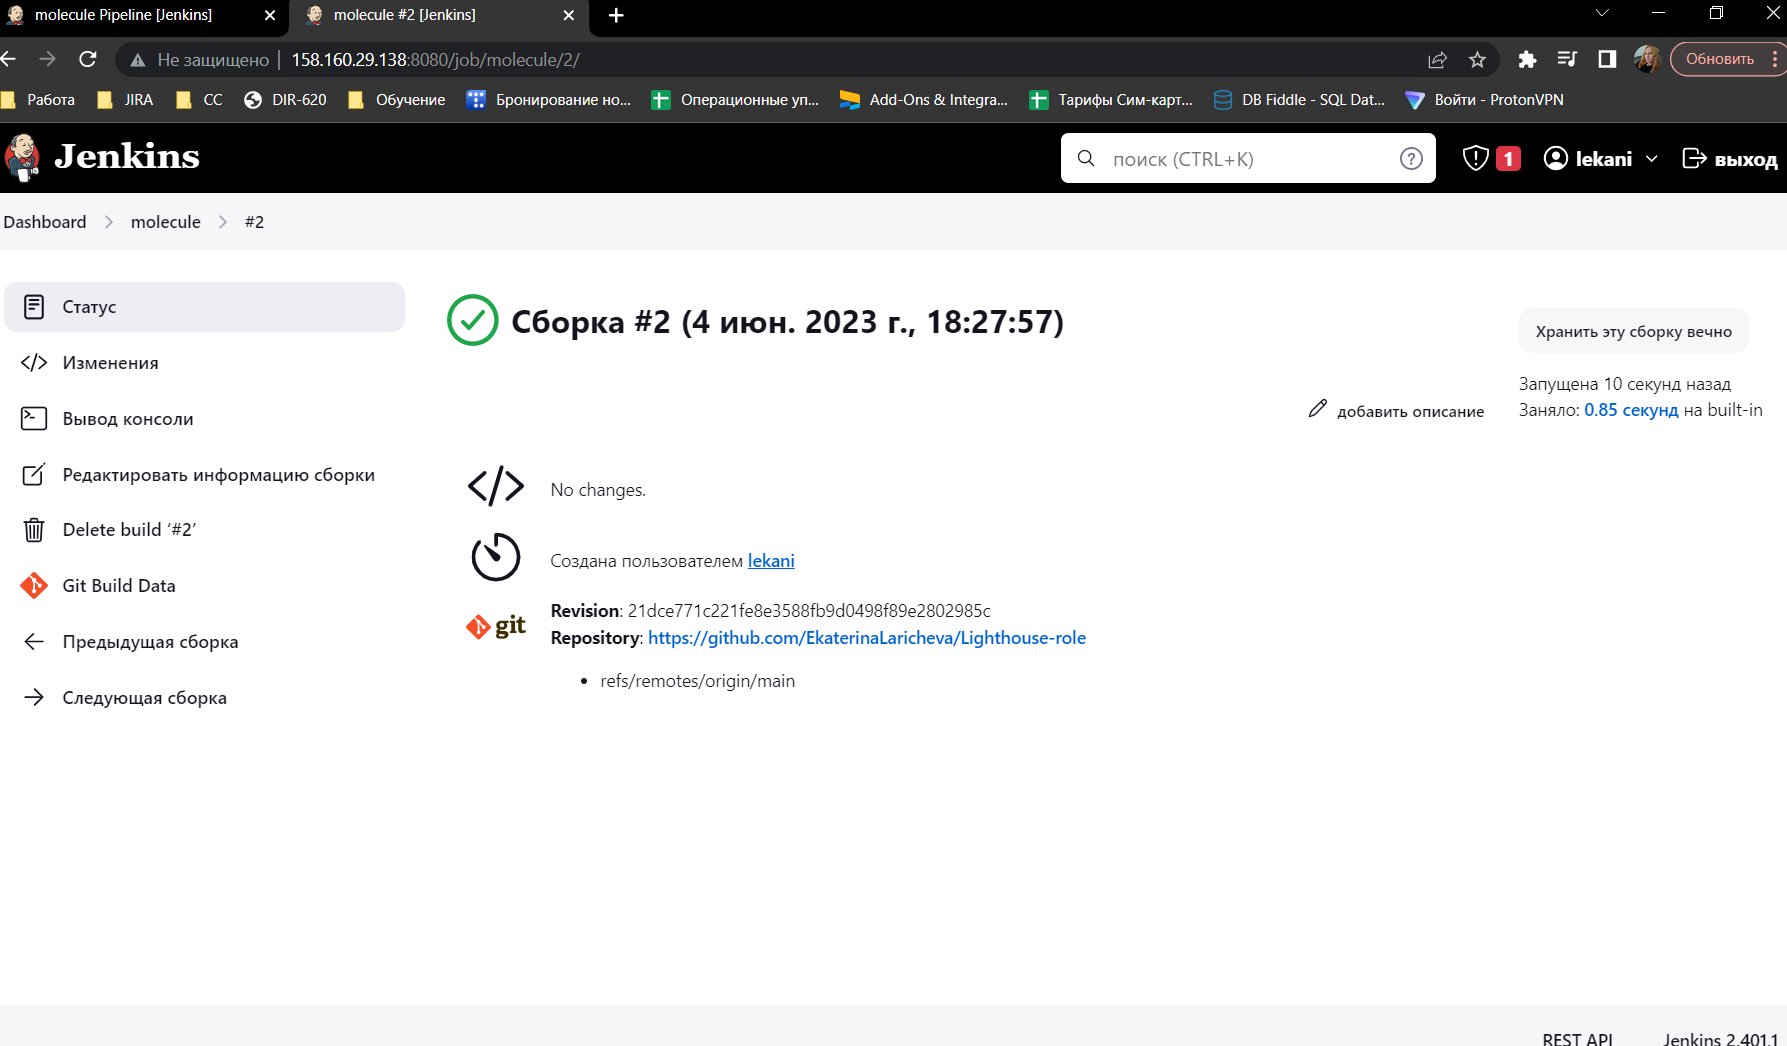 molecule Pipeline [Jenkins]
molecule #2 [Jenkins]
Не защищено
158.160.29.138:8080/job/molecule/2/
Обновить
Работа
JIRA
CC
DIR-620
Обучение
Бронирование но...
Операционные уп...
Add-Ons & Integra...
Тарифы Сим-карт...
DB Fiddle - SQL Dat...
Войти - ProtonVPN
Jenkins
поиск (CTRL+K)
1
lekani
выход
Dashboard
molecule
#2
Статус
Изменения
Вывод консоли
Редактировать информацию сборки
Delete build ‘#2’
Git Build Data
Предыдущая сборка
Следующая сборка
Сборка #2 (4 июн. 2023 г., 18:27:57)
Хранить эту сборку вечно
Запущена 10 секунд назад
Заняло: 0.85 секунд на built-in
добавить описание
No changes.
Создана пользователем lekani
git
Revision: 21dce771c221fe8e3588fb9d0498f89e2802985c
Repository: https://github.com/EkaterinaLaricheva/Lighthouse-role
refs/remotes/origin/main
REST API
Jenkins 2.401.1